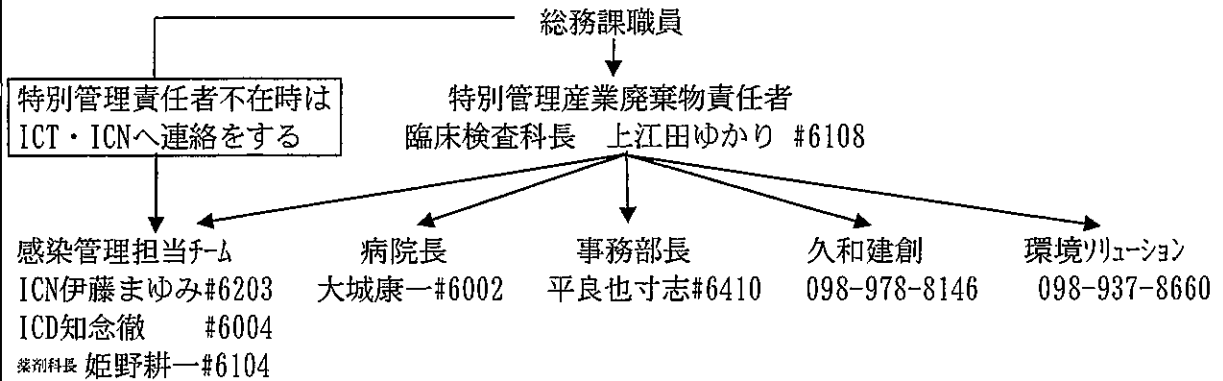 総務課職員
特別管理責任者不在時は
ICT・ICNへ連絡をする
特別管理産業廃棄物責任者
臨床検査科長 上江田ゆかり #6108
感染管理担当チーム
ICN伊藤まゆみ#6203
ICD知念徹 #6004
薬剤科長 姫野耕一#6104
病院長
大城康一#6002
事務部長
平良也寸志#6410
久和建創
098-978-8146
環境ソリューション
098-937-8660